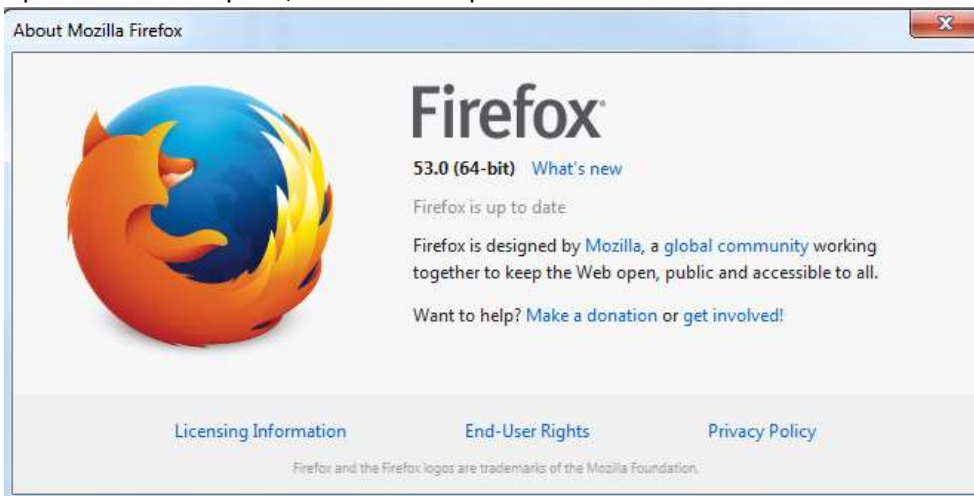 About Mozilla Firefox
Firefox
53.0 (64-bit) What's new
Firefox is up to date
Firefox is designed by Mozilla, a global community working
together to keep the Web open, public and accessible to all.
Want to help? Make a donation or get involved!
Licensing Information End-User Rights Privacy Policy
Firefox and the Firefox logos are trademarks of the Mozilla Foundation.